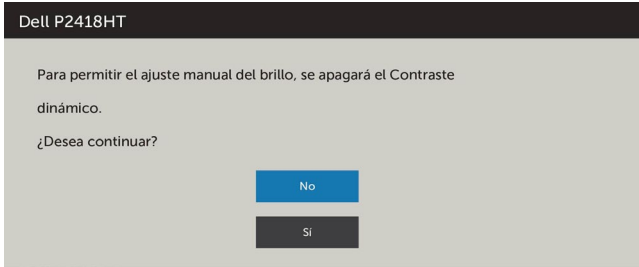 Dell P2418HT
Para permitir el ajuste manual del brillo, se apagará el Contraste
dinámico.
¿Desea continuar?
No
Sí